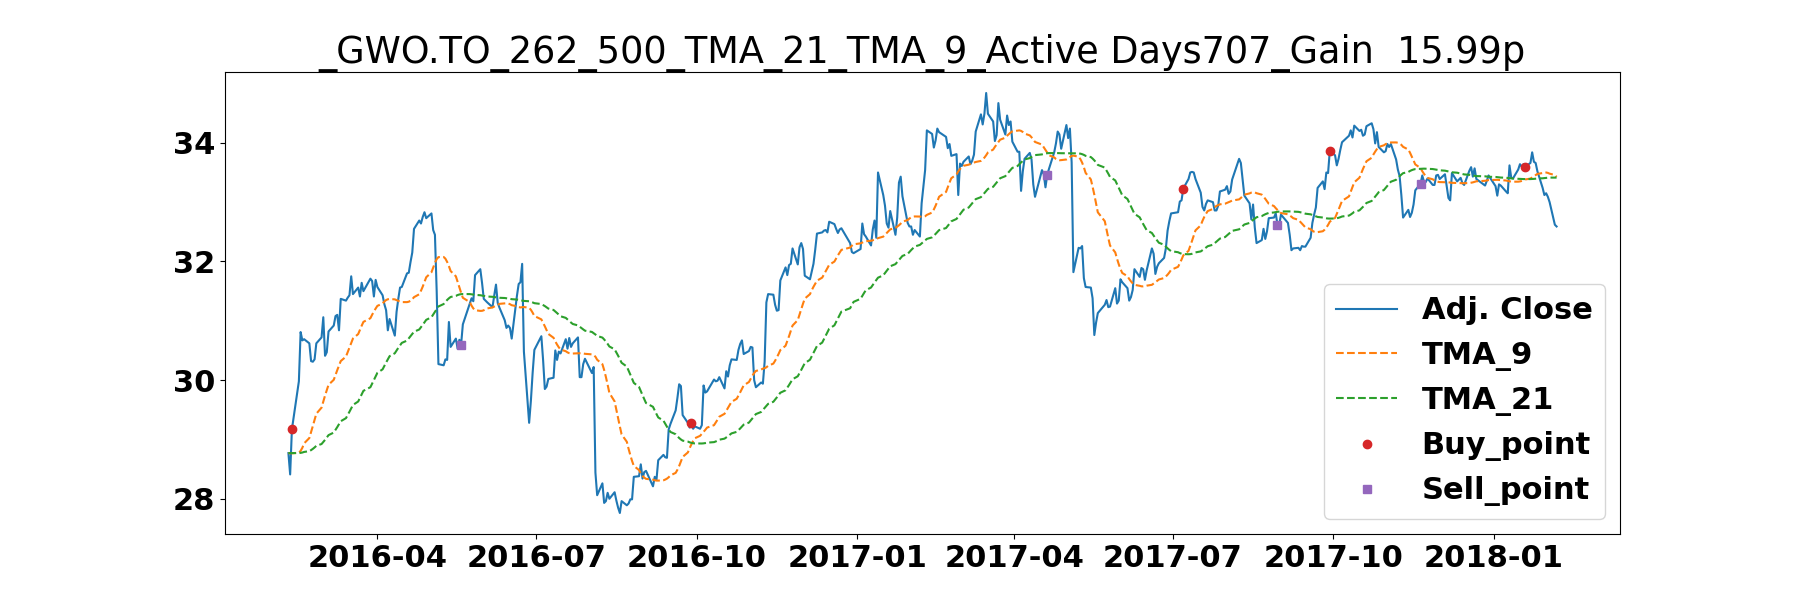 _GWO.TO_262_500_TMA_21_TMA_9_Active Days707_Gain  15.99p
34
32
30
28
Adj. Close
TMA_9
TMA_21
Buy_point
Sell_point
2016-04 2016-07 2016-10 2017-01 2017-04 2017-07 2017-10 2018-01